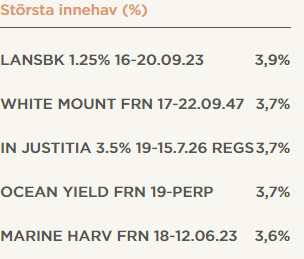 Största innehav (%)
LANSBK 1.25% 16-20.09.23 3,9%
WHITE MOUNT FRN 17-22.09.47 3,7%
IN JUSTITIA 3.5% 19-15.7.26 REGS 3,7%
OCEAN YIELD FRN 19-PERP 3,7%
MARINE HARV FRN 18-12.06.23 3,6%